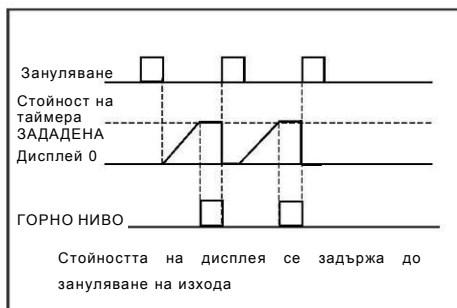 Зануляване
Стойност на
таймера
ЗАДАДЕНА
Дисплей 0
ГОРНО НИВО
Стойността на дисплея се задържа до
зануляване на изхода